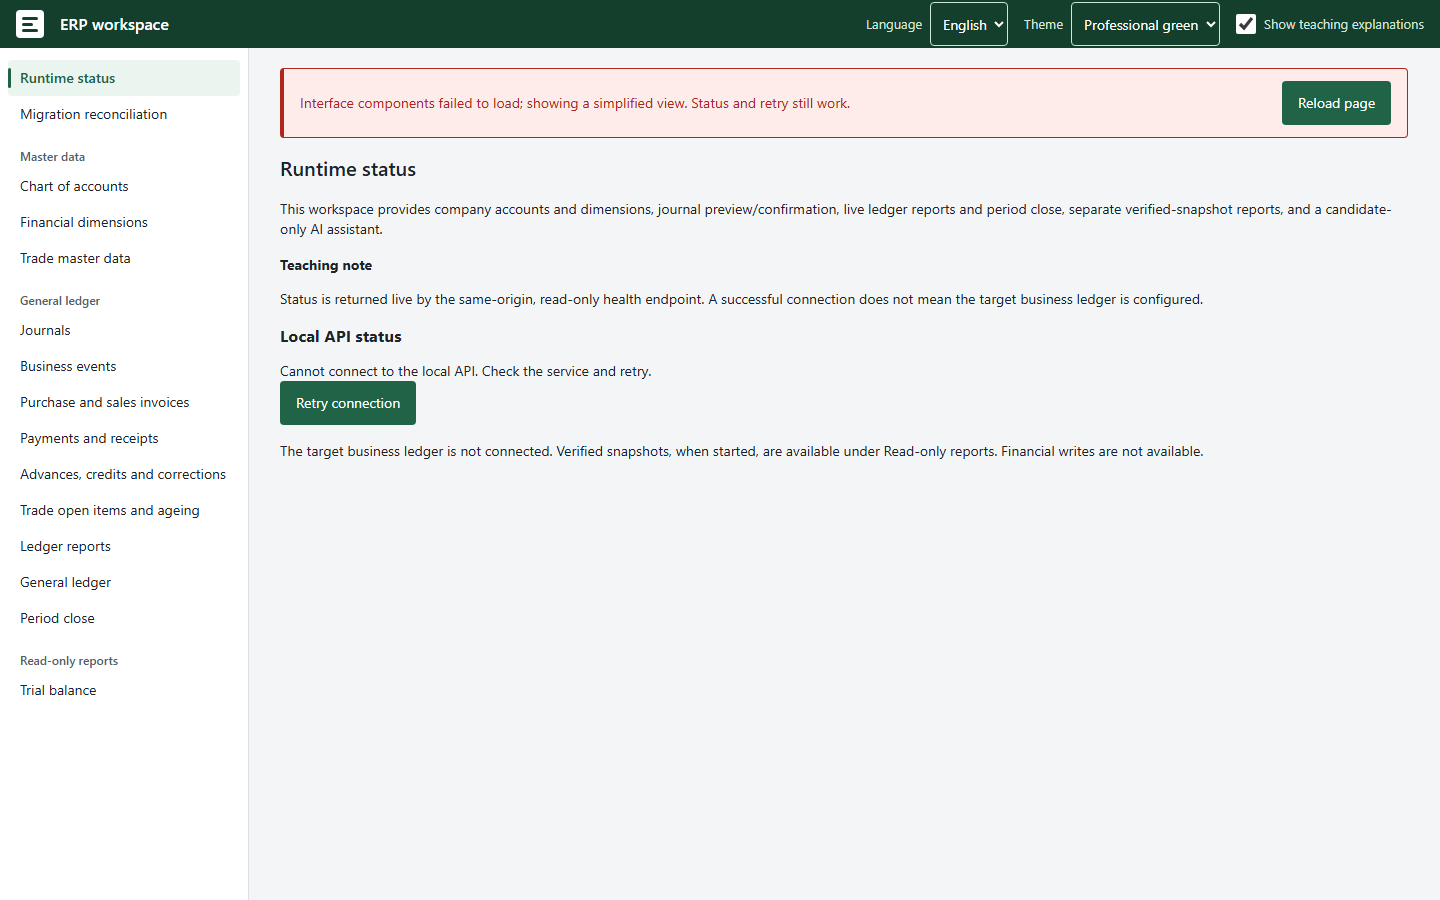 ERP workspace
Language
English
Theme
Professional green
Show teaching explanations
Runtime status
Migration reconciliation
Master data
Chart of accounts
Financial dimensions
Trade master data
General ledger
Journals
Business events
Purchase and sales invoices
Payments and receipts
Advances, credits and corrections
Trade open items and ageing
Ledger reports
General ledger
Period close
Read-only reports
Trial balance
Interface components failed to load; showing a simplified view. Status and retry still work.
Reload page
Runtime status
This workspace provides company accounts and dimensions, journal preview/confirmation, live ledger reports and period close, separate verified-snapshot reports, and a candidate-
only AI assistant.
Teaching note
Status is returned live by the same-origin, read-only health endpoint. A successful connection does not mean the target business ledger is configured.
Local API status
Cannot connect to the local API. Check the service and retry.
Retry connection
The target business ledger is not connected. Verified snapshots, when started, are available under Read-only reports. Financial writes are not available.